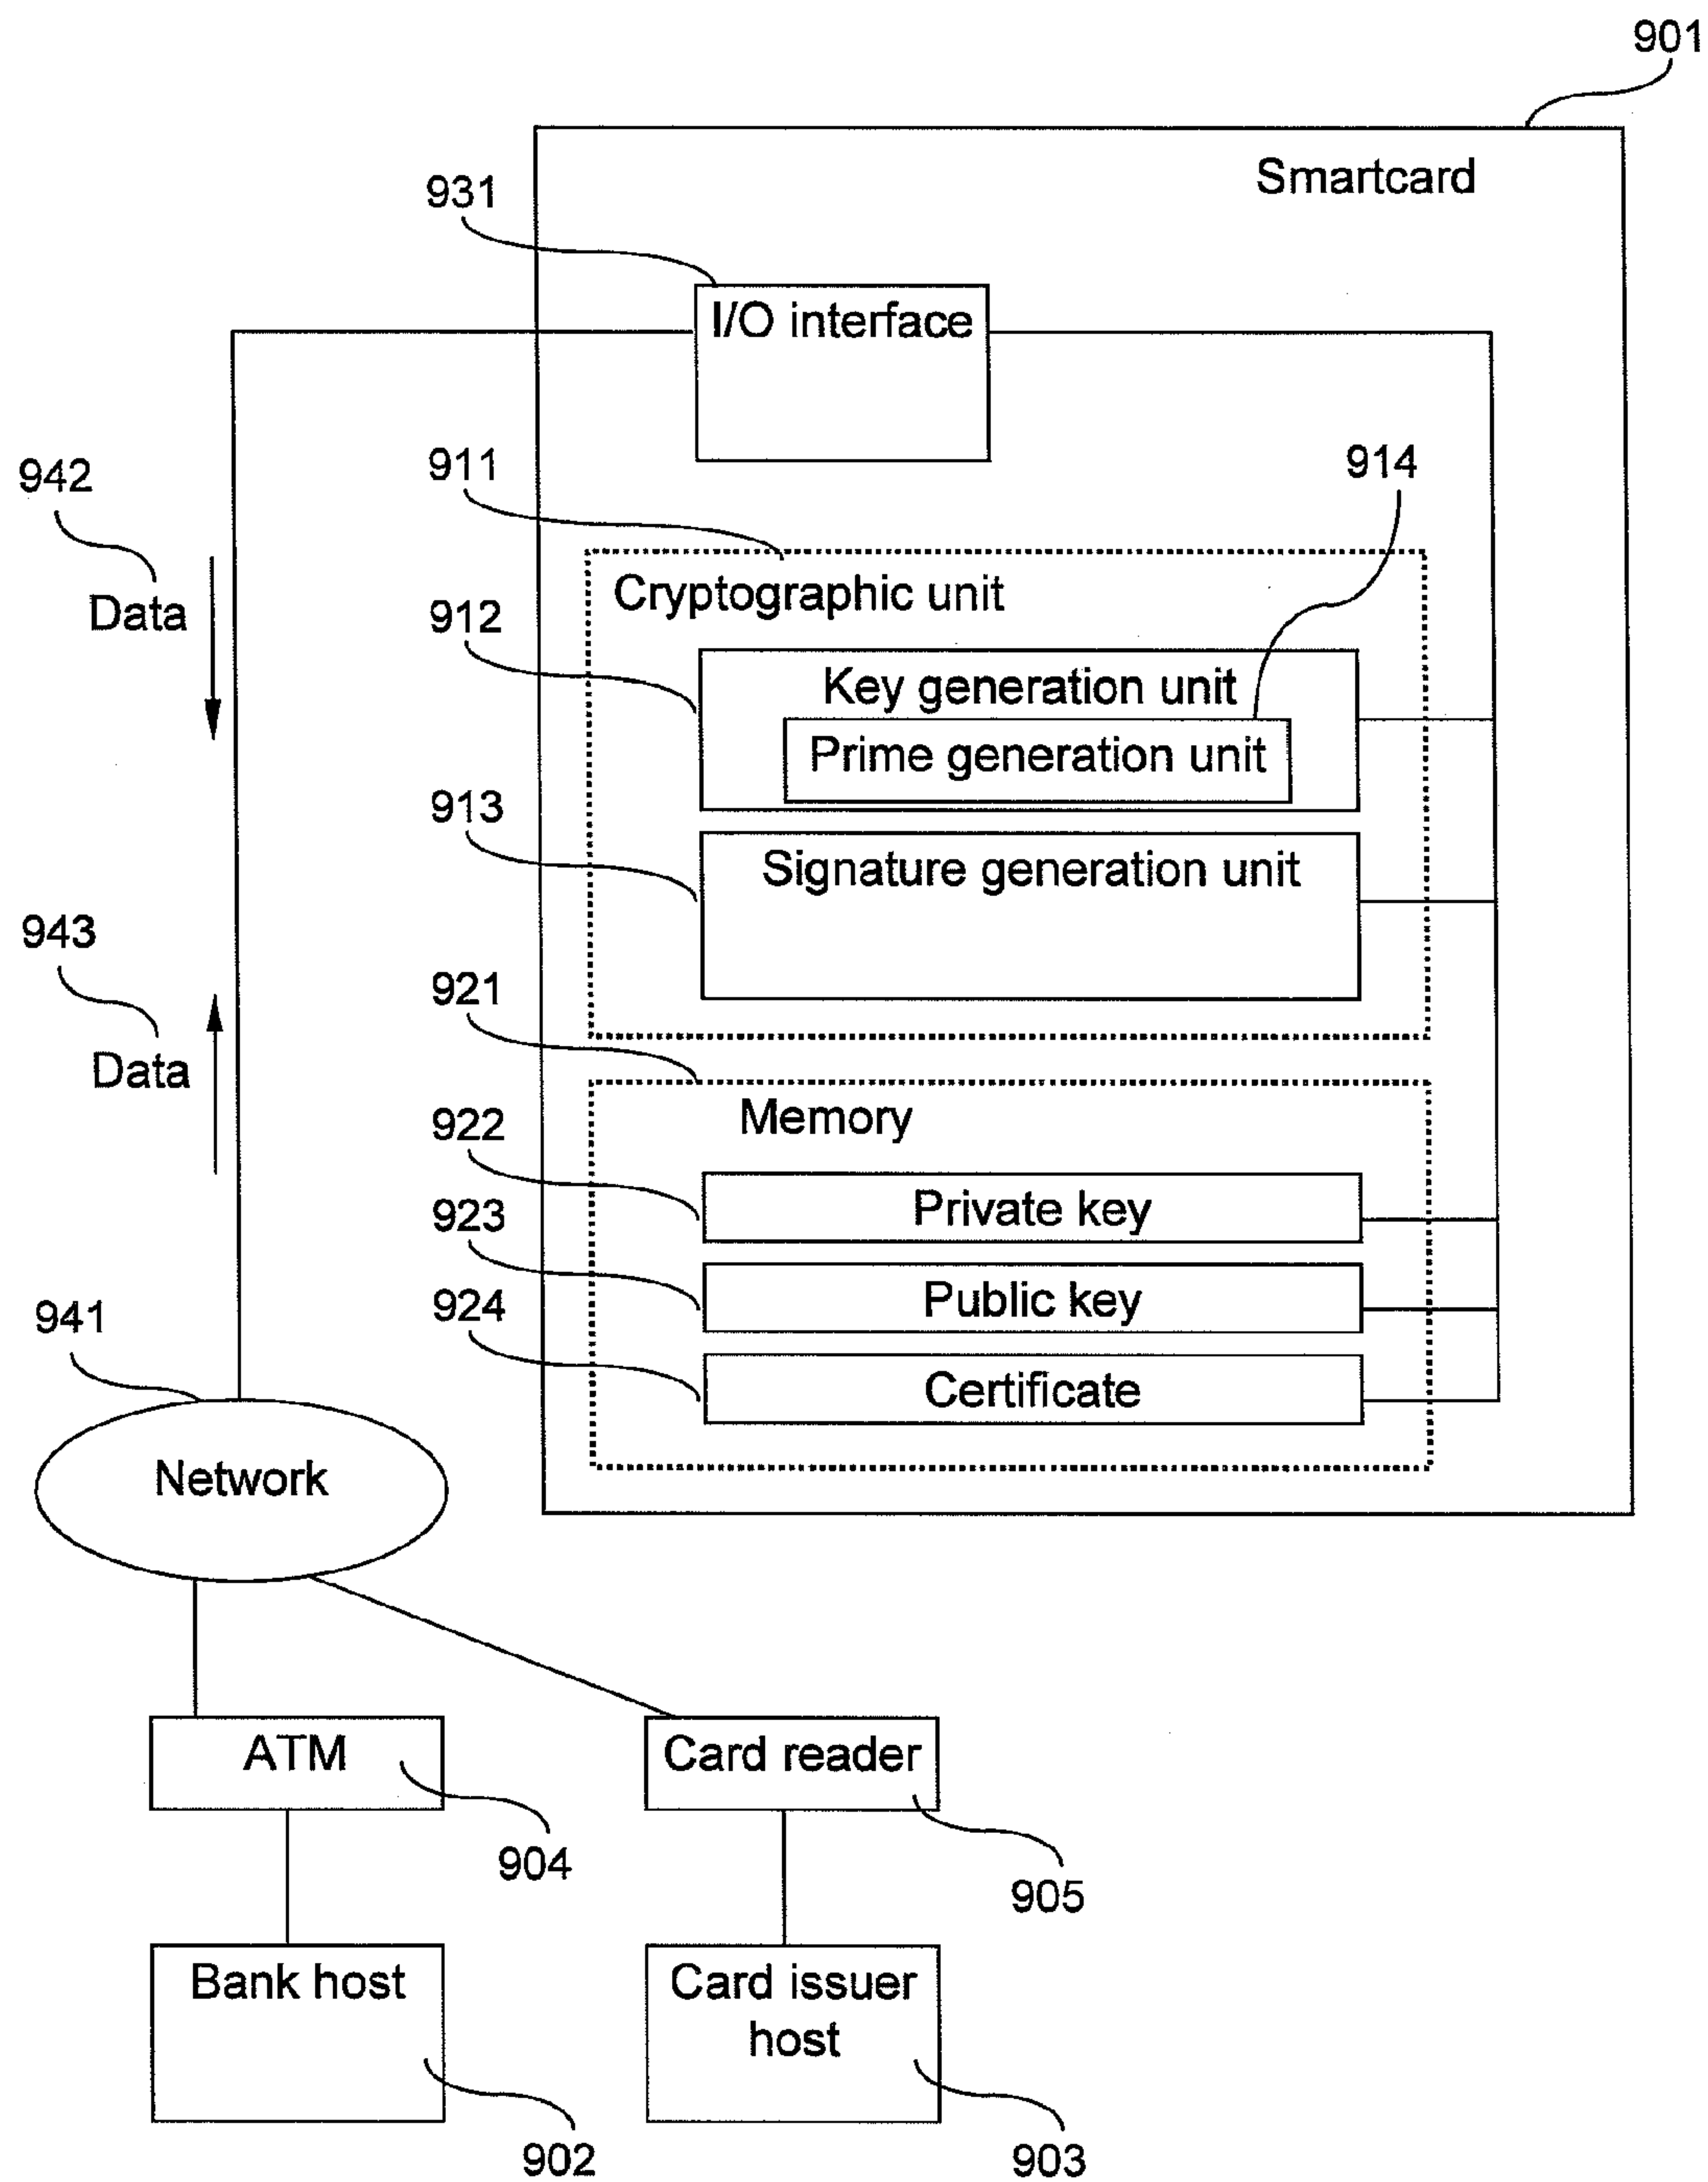 901
Smartcard
931
I/O interface
942
Data
911
914
Cryptographic unit
912
Key generation unit
Prime generation unit
913
Signature generation unit
943
Data
921
Memory
922
Private key
923
Public key
924
Certificate
941
Network
ATM
904
Card reader
905
Bank host
902
Card issuer
host
903